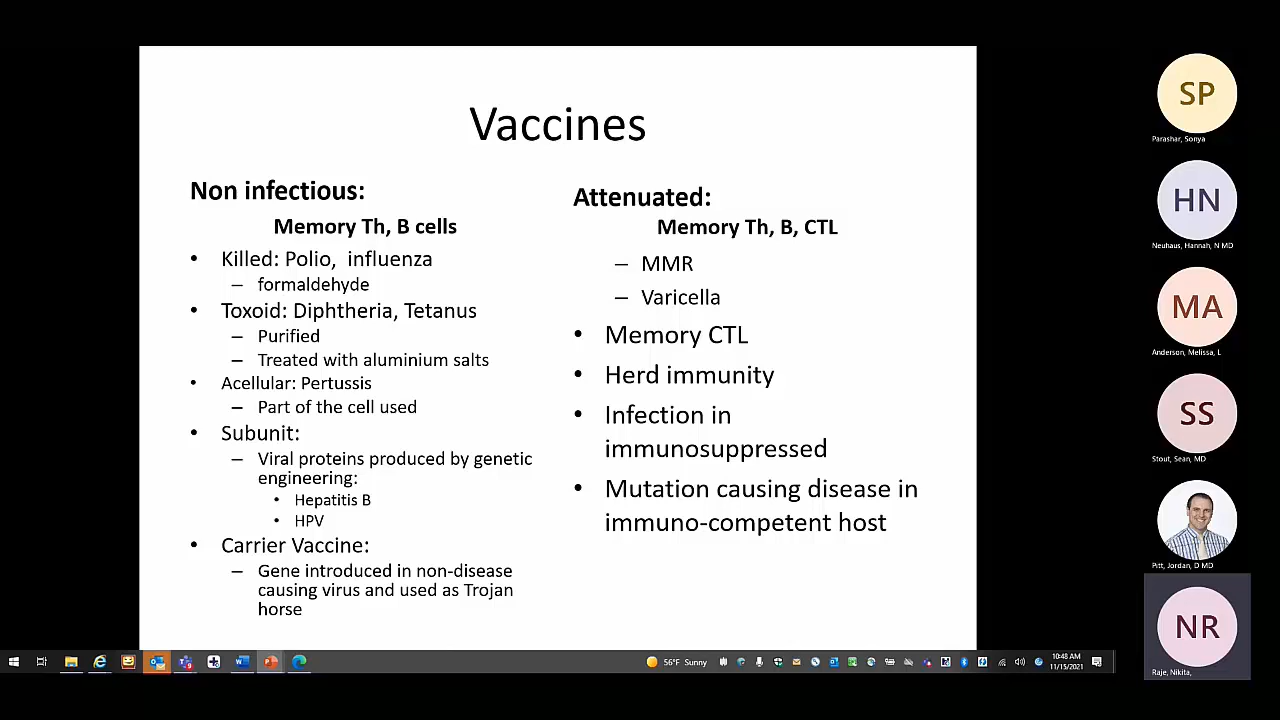 Vaccines
Non infectious:
Memory Th, B cells
• Killed: Polio, influenza
– formaldehyde
• Toxoid: Diphtheria, Tetanus
– Purified
– Treated with aluminium salts
• Acellular: Pertussis
– Part of the cell used
• Subunit:
– Viral proteins produced by genetic
engineering:
• Hepatitis B
• HPV
• Carrier Vaccine:
– Gene introduced in non-disease
causing virus and used as Trojan
horse
Attenuated:
Memory Th, B, CTL
– MMR
– Varicella
• Memory CTL
• Herd immunity
• Infection in
immunosuppressed
• Mutation causing disease in
immuno-competent host
SP
Parashar, Sonya
HN
Neuhaus, Hannah, N MD
MA
Anderson, Melissa, L
SS
Stout, Sean, MD
Pitt, Jordan, D MD
NR
Raje, Nikita,
56°F Sunny
10:48 AM
11/15/2021